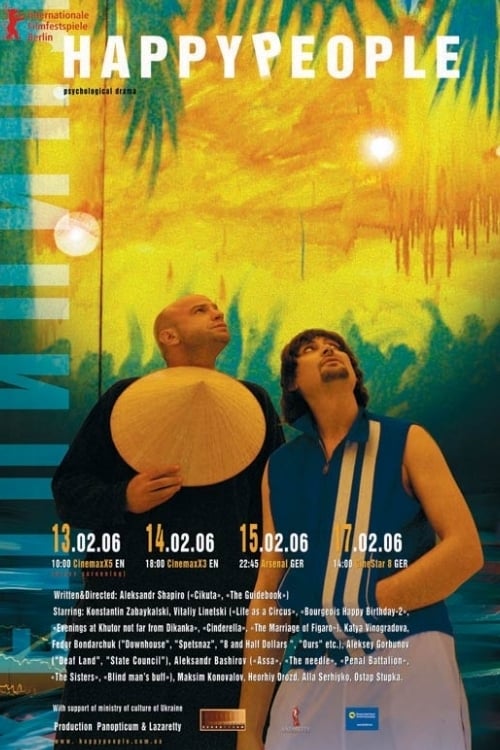 Internationale
Filmfestspiele
Berlin
HAPPYPEOPLE
psychological drama
13.02.06 14.02.06 15.02.06 17.02.06
10:00 CinemaxX5 EN 18:00 CinemaxX3 EN 22:45 Arsenal GER 14:00 CineStar 8 GER
Written&Directed: Aleksandr Shapiro («Cikuta», «The Guidebook»)
Starring: Konstantin Zabaykalski, Vitaliy Linetski («Life as a Circus», «Bourgeois Happy Birthday-2»,
«Evenings at Khutor not far from Dikanka», «Cinderella», «The Marriage of Figaro»), Katya Vinogradova,
Fedor Bondarchuk ("Downhouse", "Spetsnaz", "8 and Half Dollars ", "Ours" etc.), Aleksey Gorbunov
("Deaf Land", "State Council"), Aleksandr Bashirov («Assa», «The needle», «Penal Battalion»,
«The Sisters», «Blind man's buff»), Maksim Konovalov, Heorhiy Drozd, Alla Serhiyko, Ostap Stupka.
With support of ministry of culture of Ukraine
Production Panopticum & Lazaretty
www.happypeople.com.ua
LAZARETTY